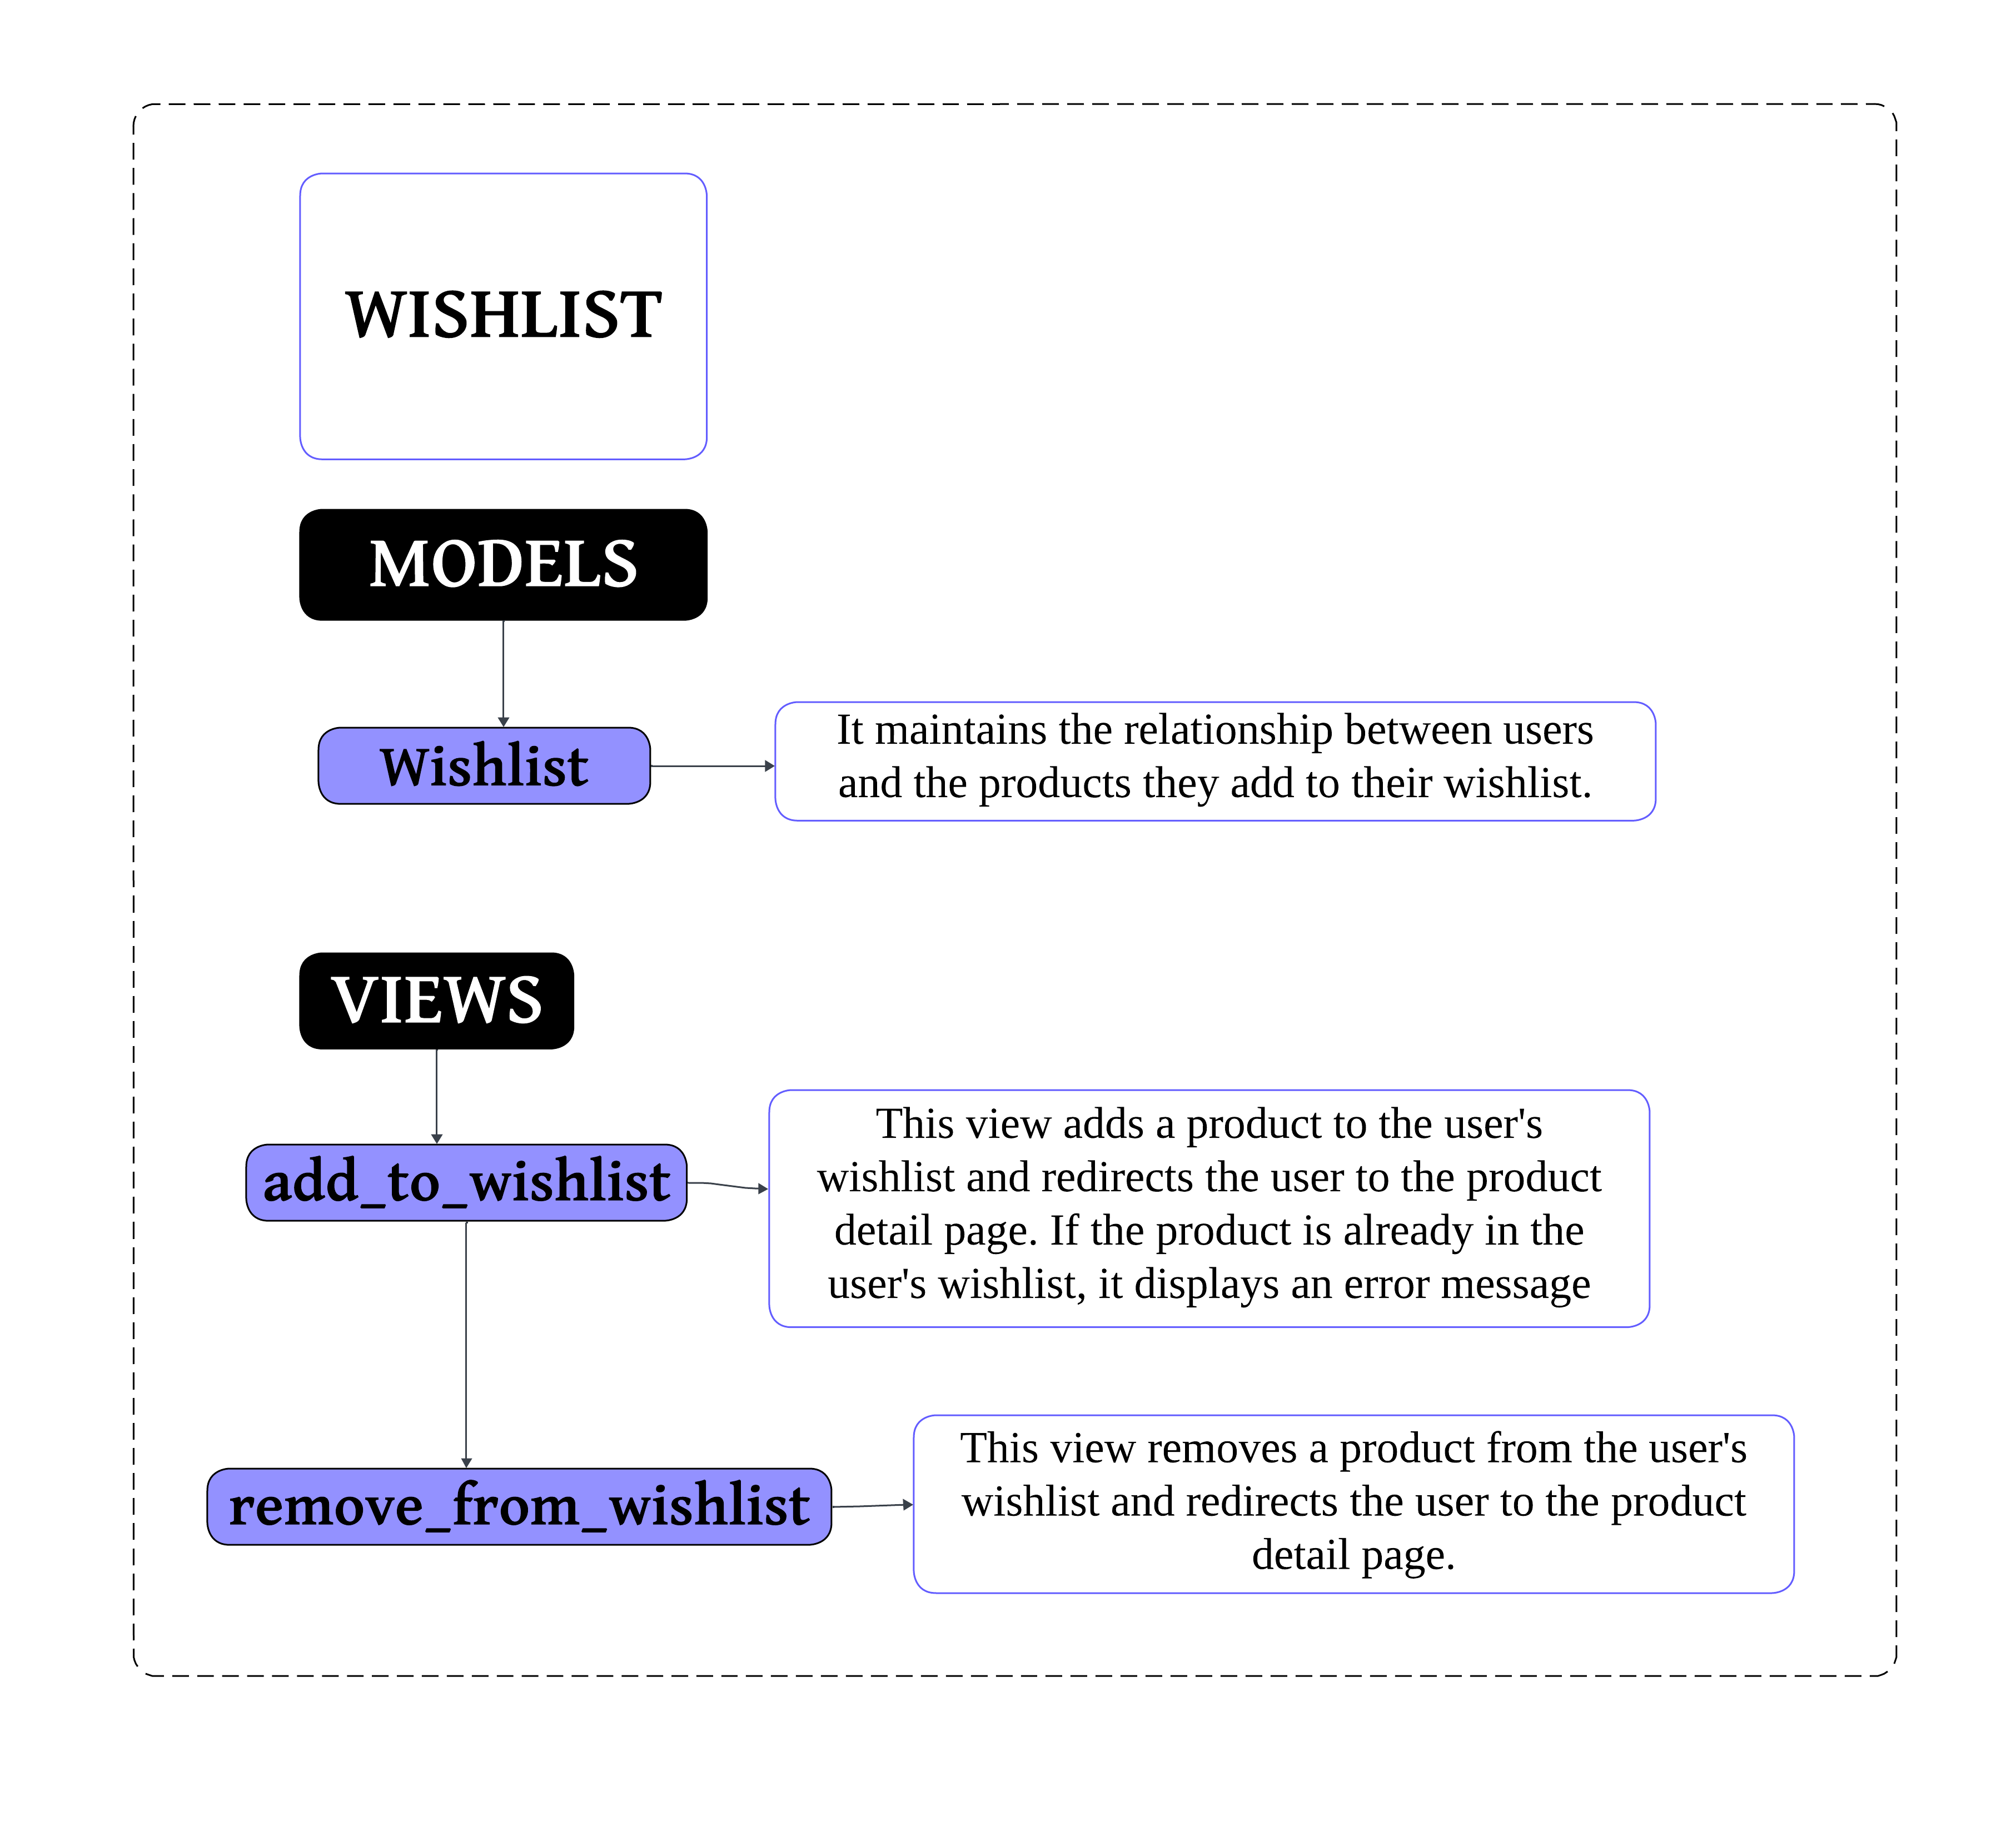 WISHLIST
MODELS
Wishlist
It maintains the relationship between users
and the products they add to their wishlist.
VIEWS
add_to_wishlist
This view adds a product to the user's
wishlist and redirects the user to the product
detail page. If the product is already in the
user's wishlist, it displays an error message
remove_from_wishlist
This view removes a product from the user's
wishlist and redirects the user to the product
detail page.